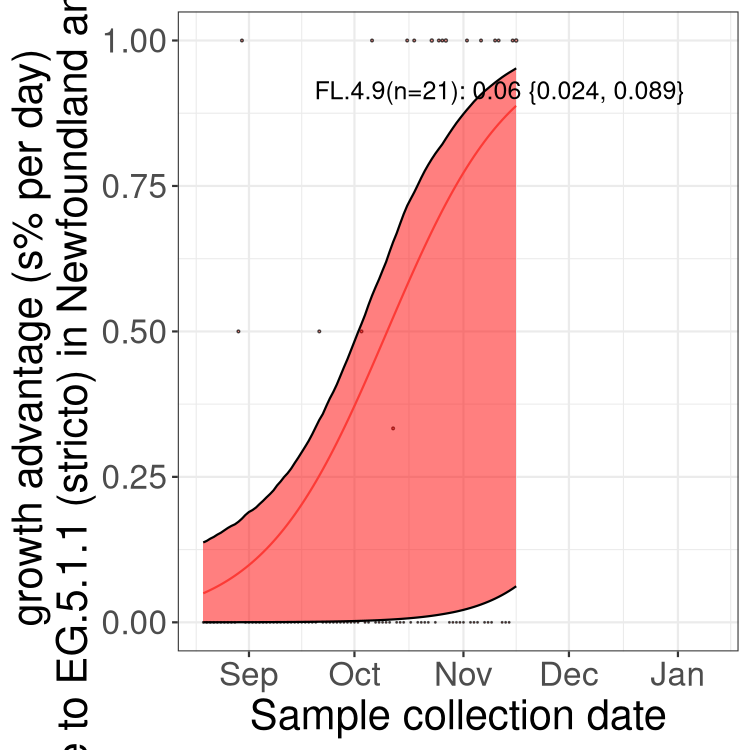 growth advantage (s% per day)
to EG.5.1.1 (stricto) in Newfoundland
1.00
0.75
0.50
0.25
0.00
FL.4.9(n=21): 0.06 {0.024, 0.089}
Sep Oct Nov Dec Jan
Sample collection date